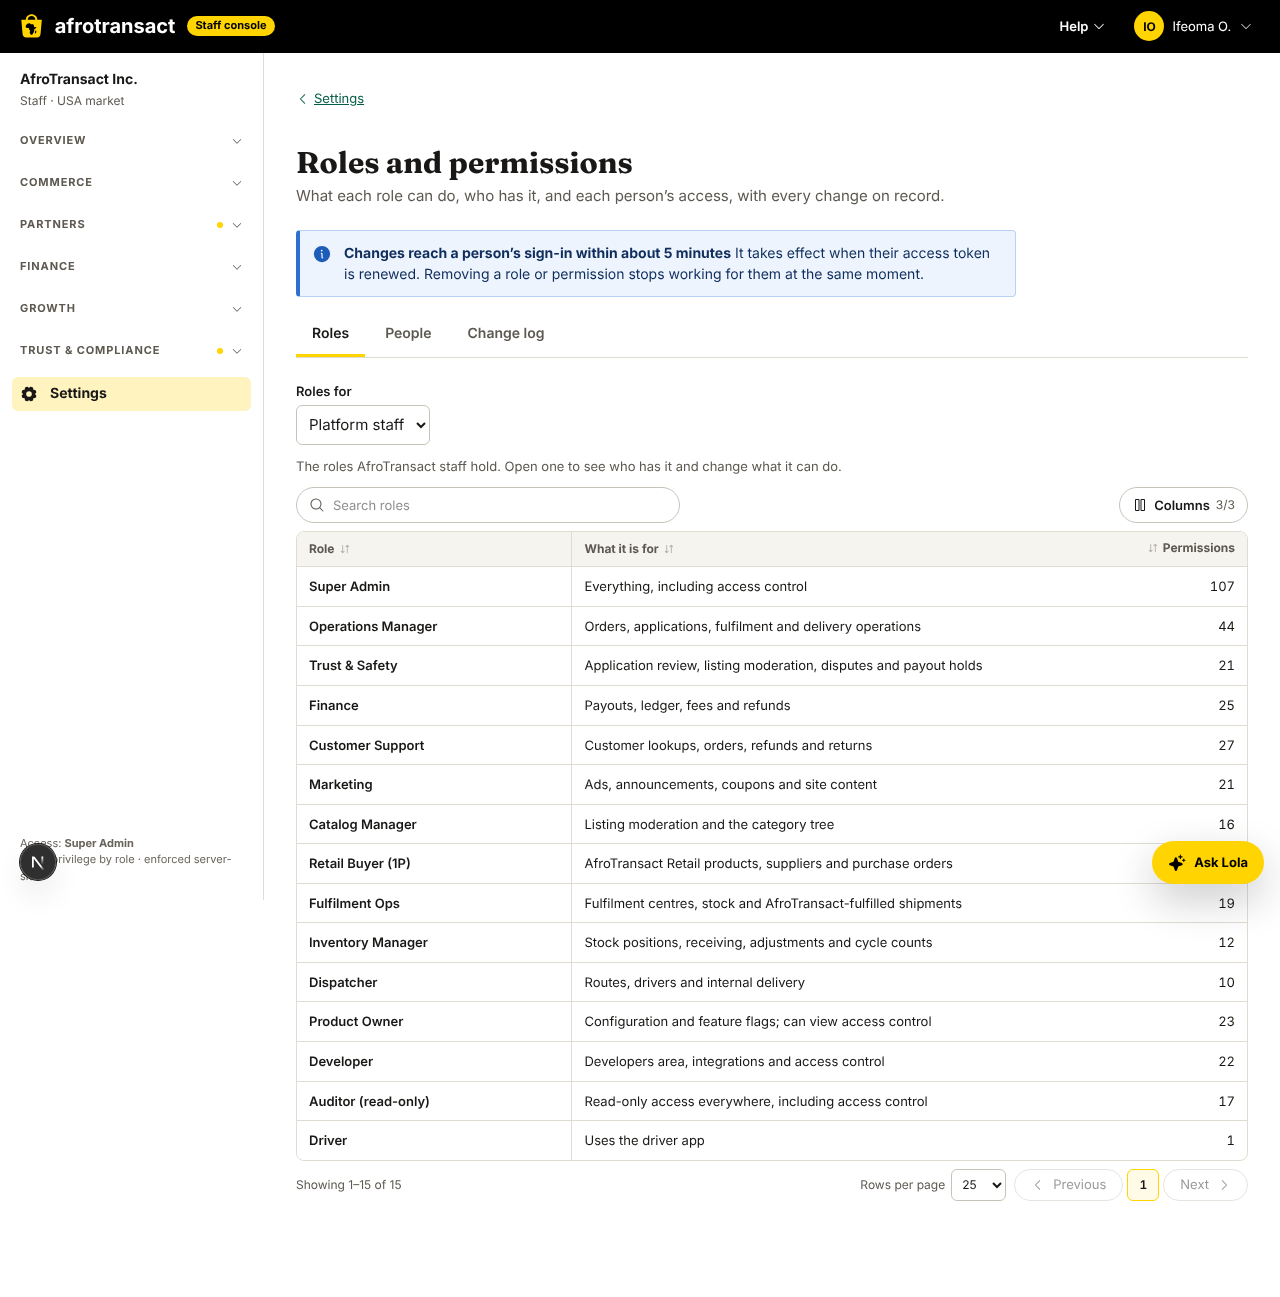 afrotransact Staff console
Help
IO Ifeoma O.
AfroTransact Inc.
Staff · USA market
OVERVIEW
COMMERCE
PARTNERS
FINANCE
GROWTH
TRUST & COMPLIANCE
Settings
Access: Super Admin
rivilege by role · enforced server-
N
Settings
Roles and permissions
What each role can do, who has it, and each person’s access, with every change on record.
Changes reach a person’s sign-in within about 5 minutes It takes effect when their access token
is renewed. Removing a role or permission stops working for them at the same moment.
Roles People Change log
Roles for
Platform staff
The roles AfroTransact staff hold. Open one to see who has it and change what it can do.
Search roles
Columns 3/3
Role What it is for Permissions
Super Admin Everything, including access control 107
Operations Manager Orders, applications, fulfilment and delivery operations 44
Trust & Safety Application review, listing moderation, disputes and payout holds 21
Finance Payouts, ledger, fees and refunds 25
Customer Support Customer lookups, orders, refunds and returns 27
Marketing Ads, announcements, coupons and site content 21
Catalog Manager Listing moderation and the category tree 16
Retail Buyer (1P) AfroTransact Retail products, suppliers and purchase orders
Ask Lola
Fulfilment Ops Fulfilment centres, stock and AfroTransact-fulfilled shipments 19
Inventory Manager Stock positions, receiving, adjustments and cycle counts 12
Dispatcher Routes, drivers and internal delivery 10
Product Owner Configuration and feature flags; can view access control 23
Developer Developers area, integrations and access control 22
Auditor (read-only) Read-only access everywhere, including access control 17
Driver Uses the driver app 1
Showing 1–15 of 15
Rows per page 25 Previous 1 Next